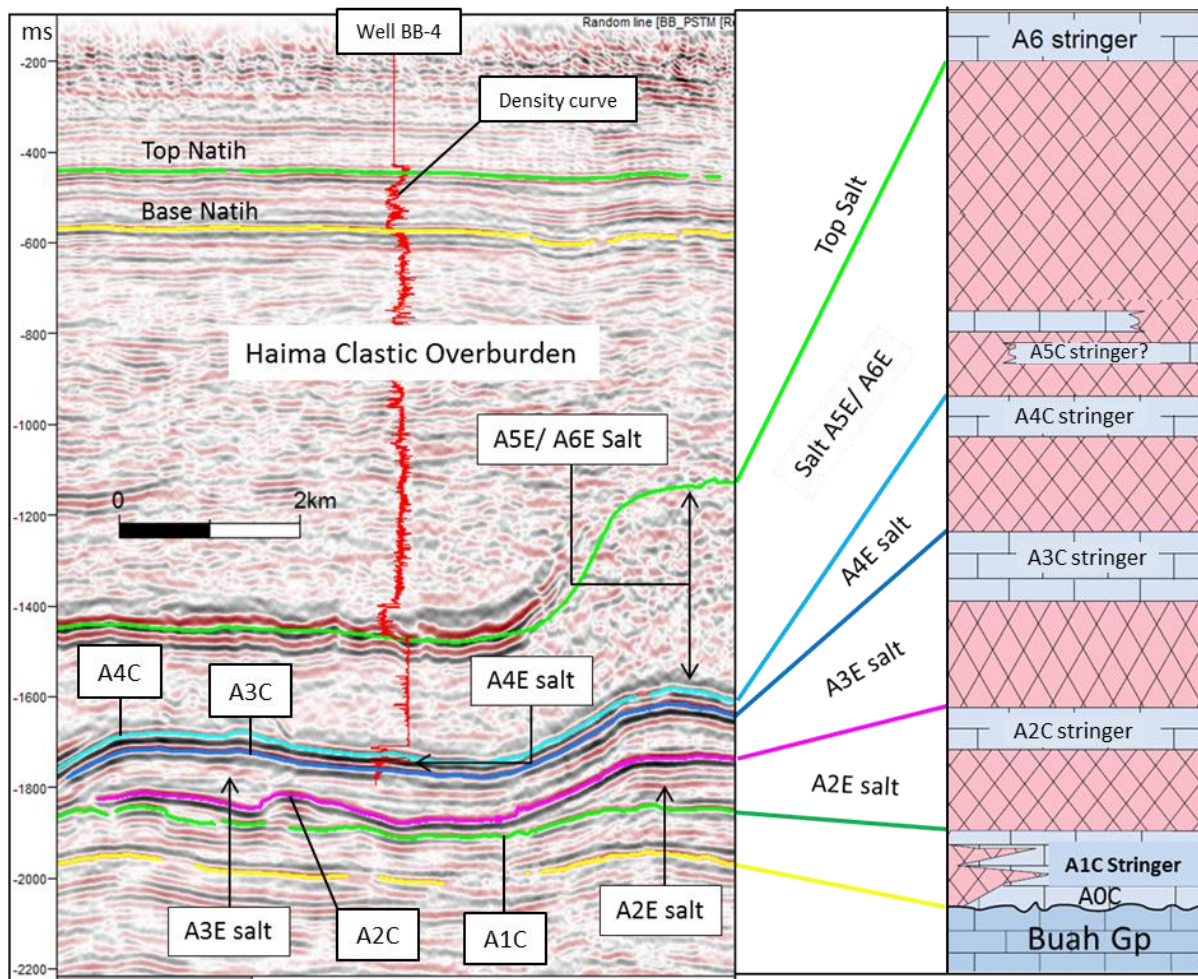 ms
Well BB-4
Random line [BB_PSTM [Re
-200
Density curve
-400
Top Natih
Base Natih
-600
-800
Haima Clastic Overburden
-1000
A5E/ A6E Salt
0
2km
-1200
-1400
A4C
A3C
A4E salt
-1600
-1800
-2000
A3E salt
A2C
A1C
A2E salt
-2200
Top Salt
Salt A5E/ A6E
A4E salt
A3E salt
A2E salt
A6 stringer
A5C stringer?
A4C stringer
A3C stringer
A2C stringer
A1C Stringer
A0C
Buah Gp